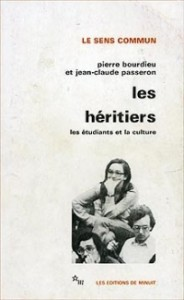 LE SENS COMMUN
pierre bourdieu
et jean-claude passeron
les
héritiers
les étudiants et la culture
LES EDITIONS DE MINUIT